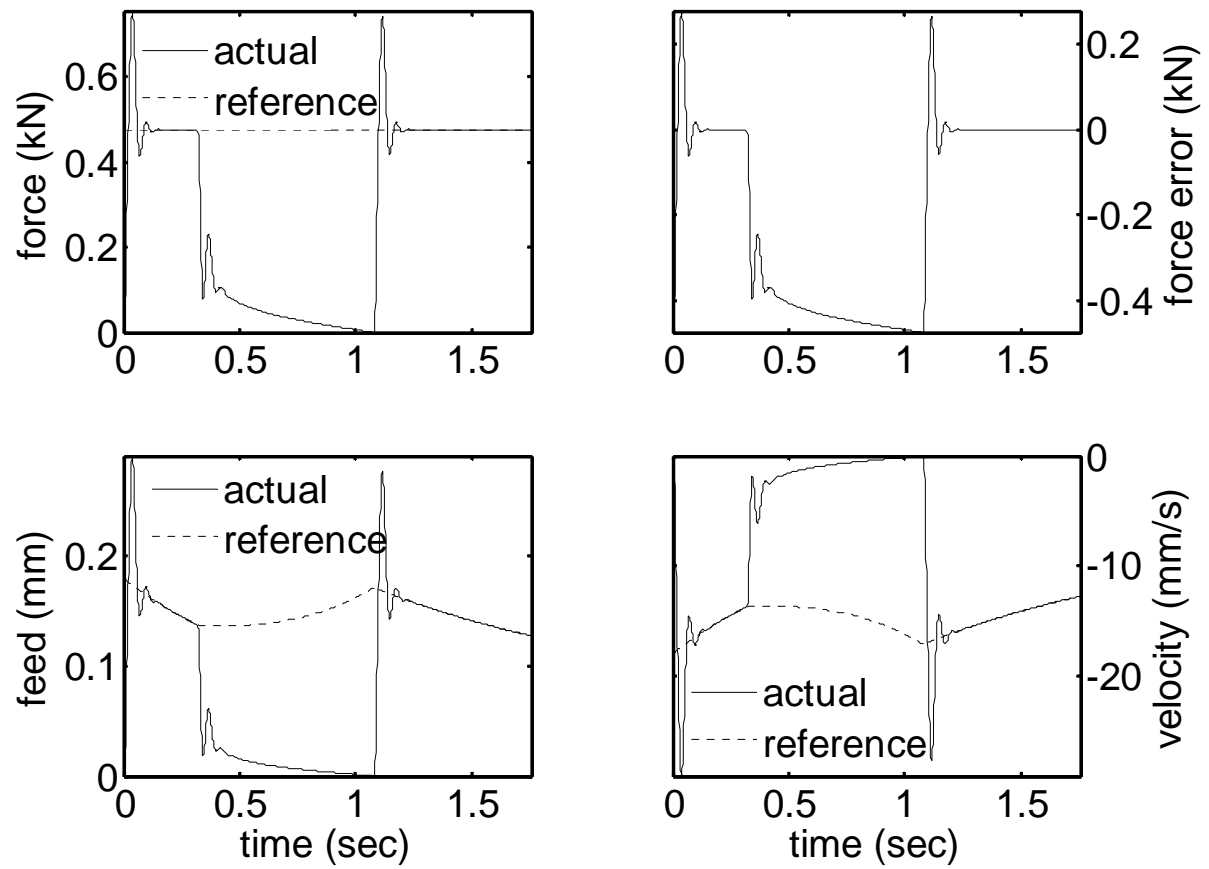 actual
reference
force (kN)
0.6
0.4
0.2
0
0 0.5 1 1.5
0.2
0
-0.2
-0.4
force error (kN)
0 0.5 1 1.5
actual
reference
feed (mm)
0.2
0.1
0
0 0.5 1 1.5
time (sec)
0
-10
-20
velocity (mm/s)
actual
reference
0 0.5 1 1.5
time (sec)